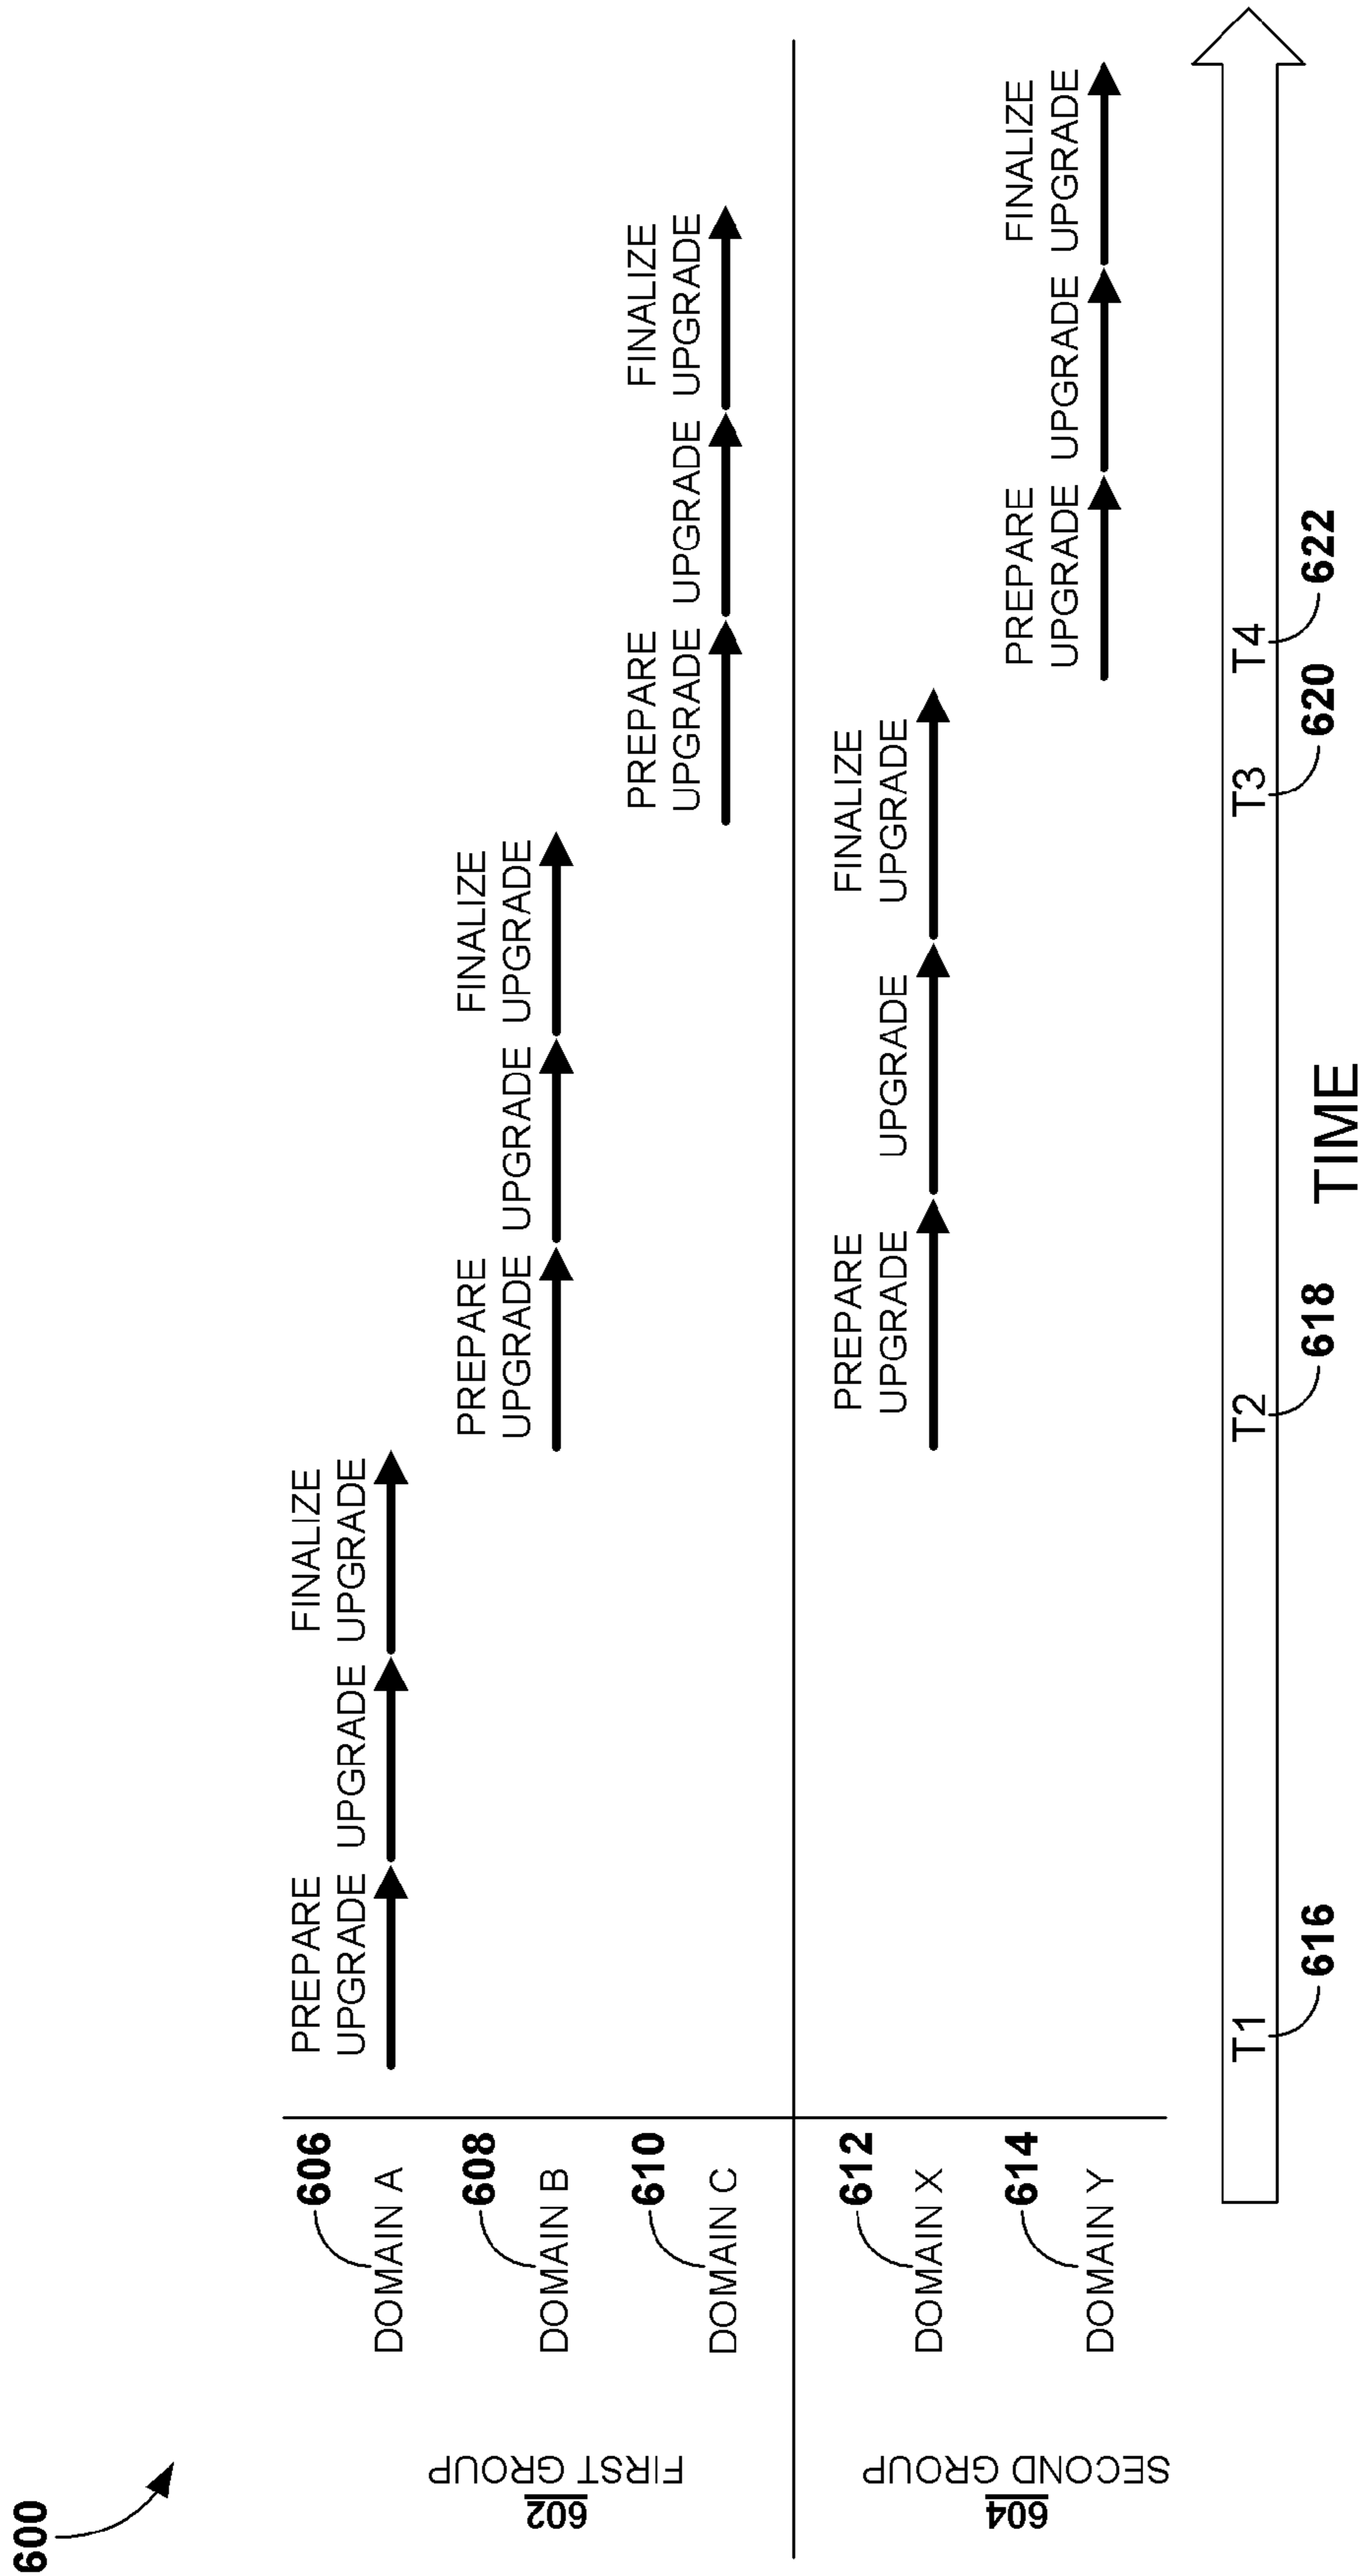 600
FIRST GROUP
602
606
DOMAIN A
PREPARE
UPGRADE
UPGRADE
FINALIZE
UPGRADE
608
DOMAIN B
PREPARE
UPGRADE
UPGRADE
FINALIZE
UPGRADE
610
DOMAIN C
PREPARE
UPGRADE
UPGRADE
FINALIZE
UPGRADE
SECOND GROUP
604
612
DOMAIN X
PREPARE
UPGRADE
UPGRADE
FINALIZE
UPGRADE
614
DOMAIN Y
PREPARE
UPGRADE
UPGRADE
FINALIZE
UPGRADE
T1
T2
T3
T4
616
618
620
622
TIME